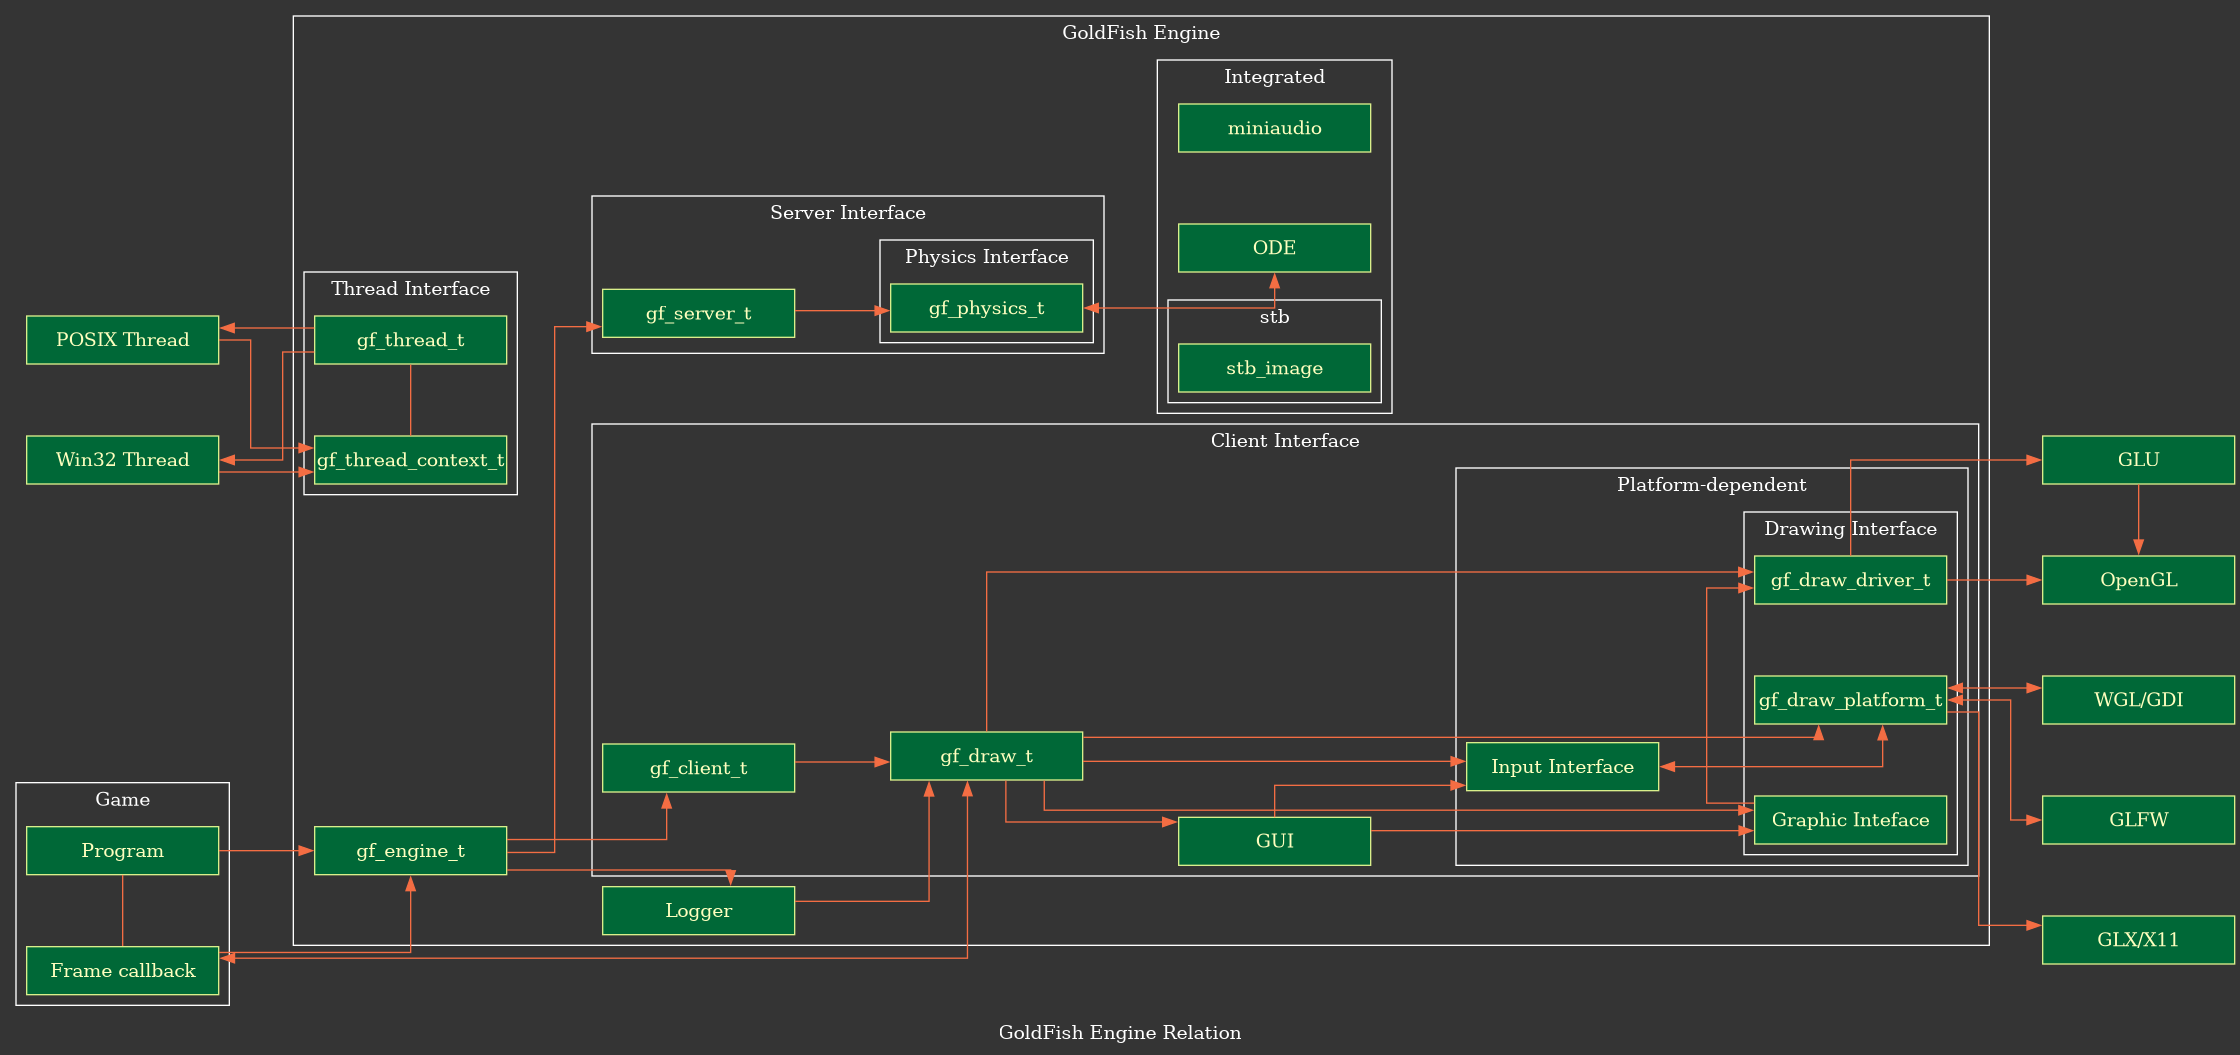 GoldFish Engine
Integrated
miniaudio
Server Interface
Physics Interface
ODE
Thread Interface
gf_server_t
gf_physics_t
stb
POSIX Thread
gf_thread_t
stb_image
Client Interface
Win32 Thread
gf_thread_context_t
GLU
Platform-dependent
Drawing Interface
gf_draw_driver_t
OpenGL
gf_draw_platform_t
WGL/GDI
gf_client_t
gf_draw_t
Input Interface
Game
Program
gf_engine_t
GUI
Graphic Inteface
GLFW
Logger
Frame callback
GLX/X11
GoldFish Engine Relation